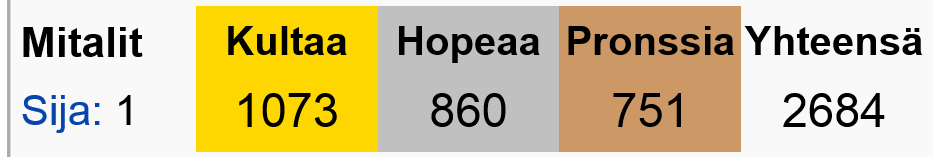 Mitalit Kultaa Hopeaa Pronssia Yhteensä
Sija: 1 1073 860 751 2684